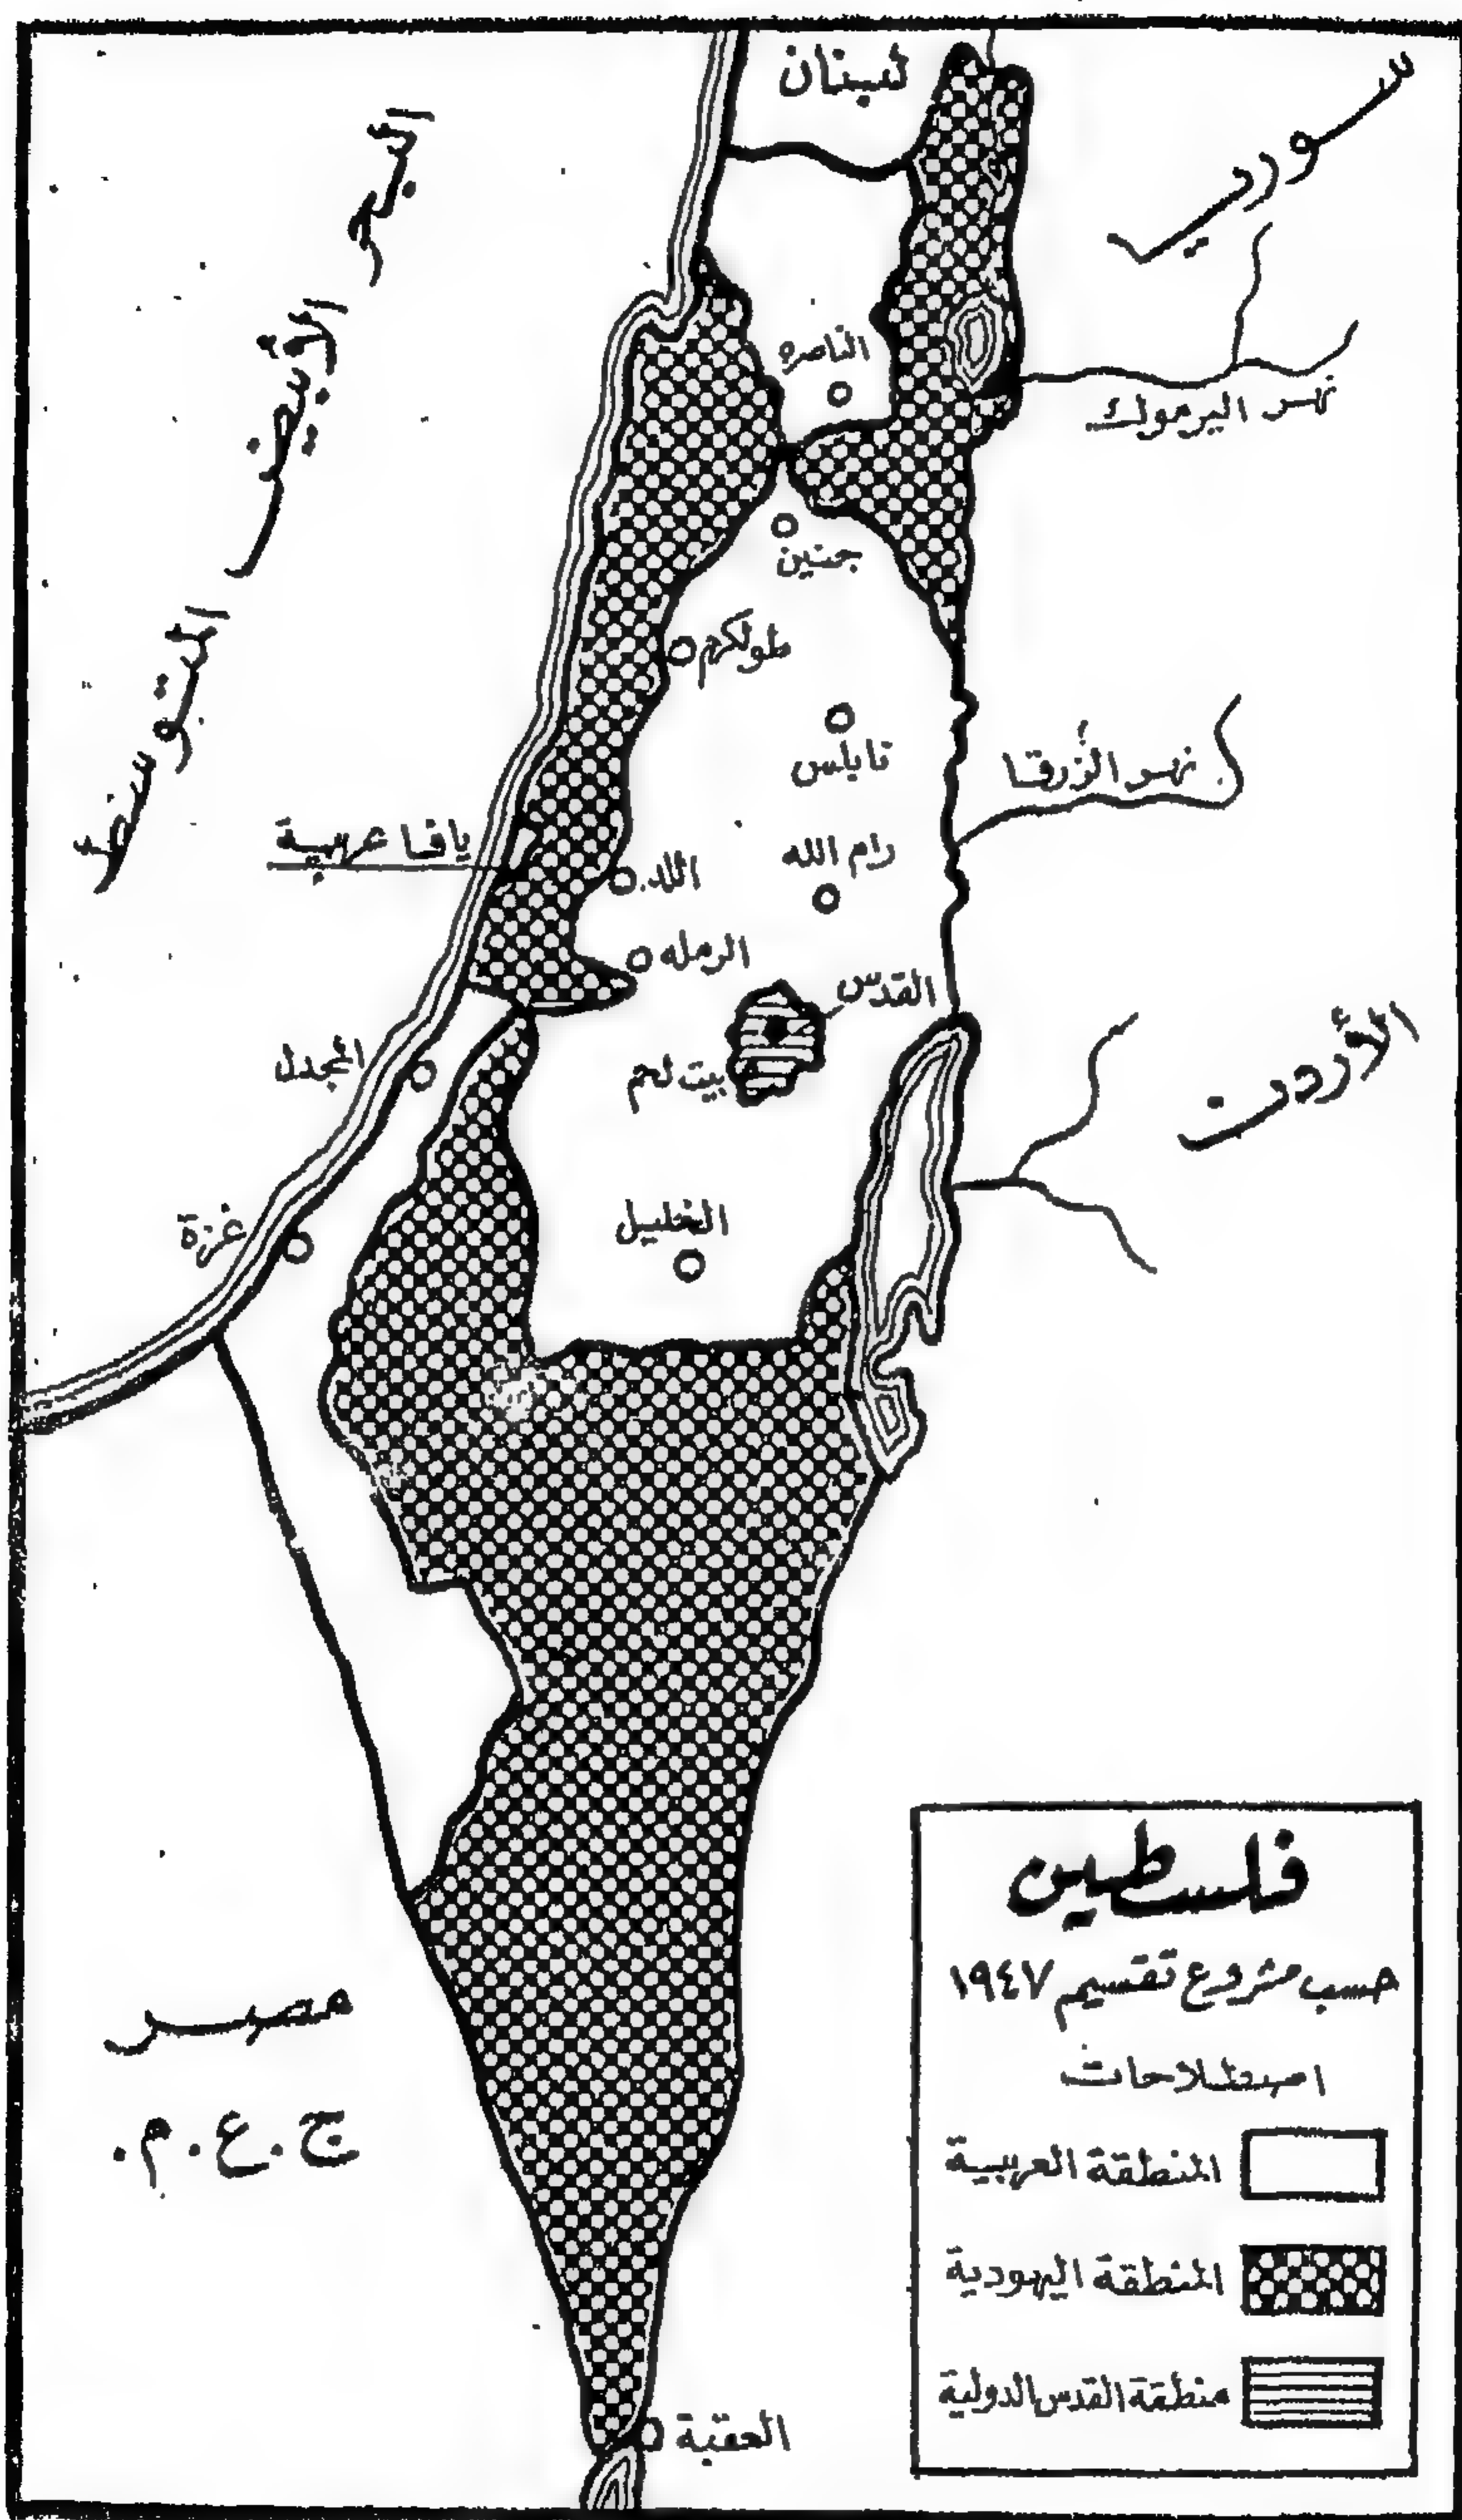 لبنان
سوريا
البحر الأبيض المتوسط
الناصره
نهر اليرموك
جنين
طولكرم
نابلس
نهر الزرقا
يافا عربية
رام الله
اللد
الرمله
القدس
المجدل
بيت لحم
الأردن
غزة
الخليل
فلسطين
حسب مشروع تقسيم ١٩٤٧
اصطلاحات
المنطقة العربية
المنطقة اليهودية
منطقة القدس الدولية
مصر
ج . ع . م .
العقبة